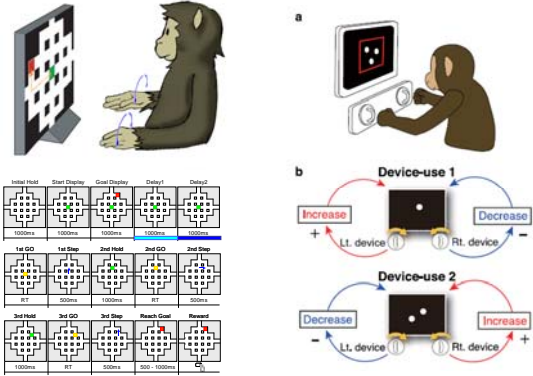 Initial Hold Start Display Goal Display Delay1 Delay2
1000ms 1000ms 1000ms 1000ms 1000ms
1st GO 1st Step 2nd Hold 2nd GO 2nd Step
RT 500ms 1000ms RT 500ms
3rd Hold 3rd GO 3rd Step Reach Goal Reward
1000ms RT 500ms 500 - 1000ms
a
b
Device-use 1
Increase
+
Lt. device
Rt. device
Decrease
–
Device-use 2
Decrease
–
Lt. device
Rt. device
Increase
+